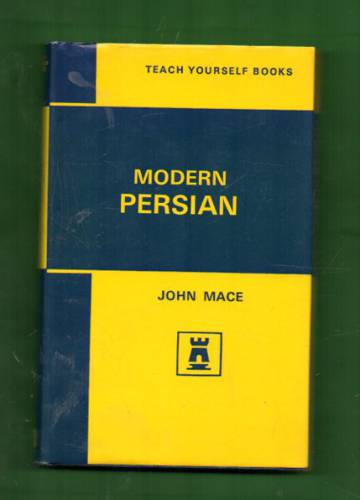 TEACH YOURSELF BOOKS
MODERN
PERSIAN
JOHN MACE